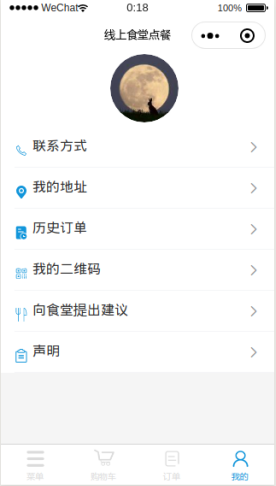 WeChat 0:18 100%
线上食堂点餐
联系方式
我的地址
历史订单
我的二维码
向食堂提出建议
声明
菜单 购物车 订单 我的